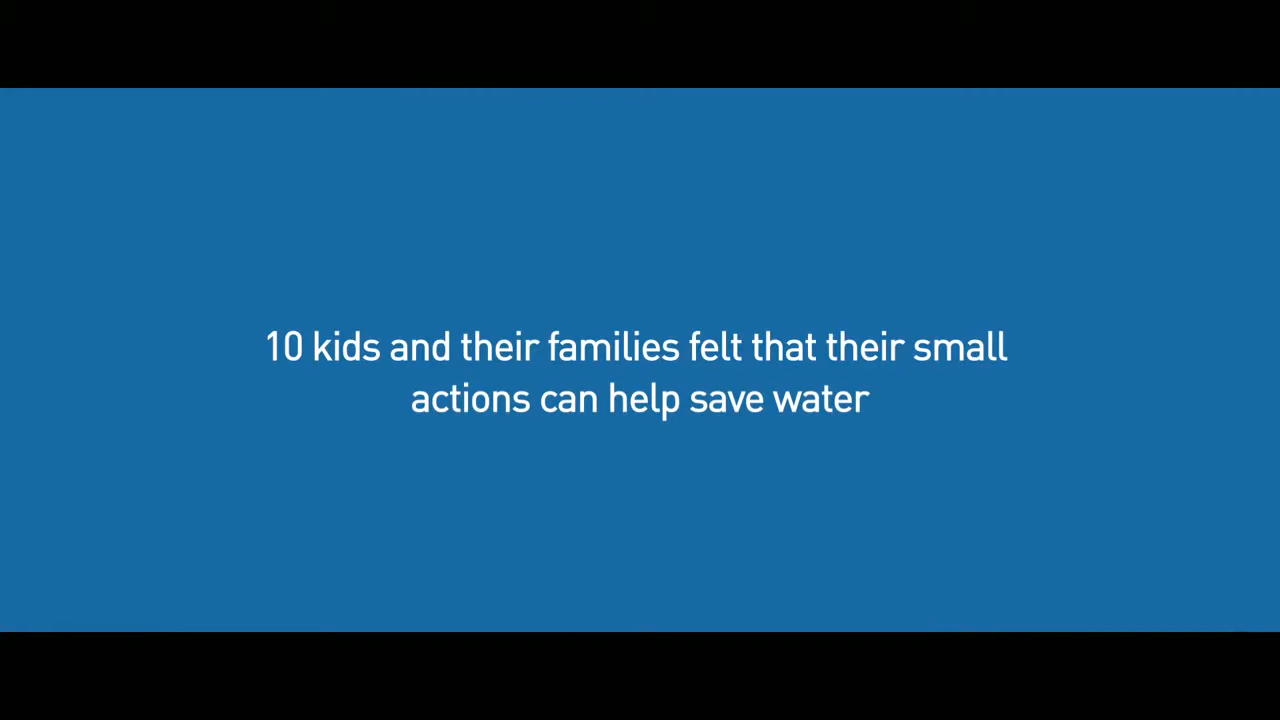 10 kids and their families felt that their small
actions can help save water